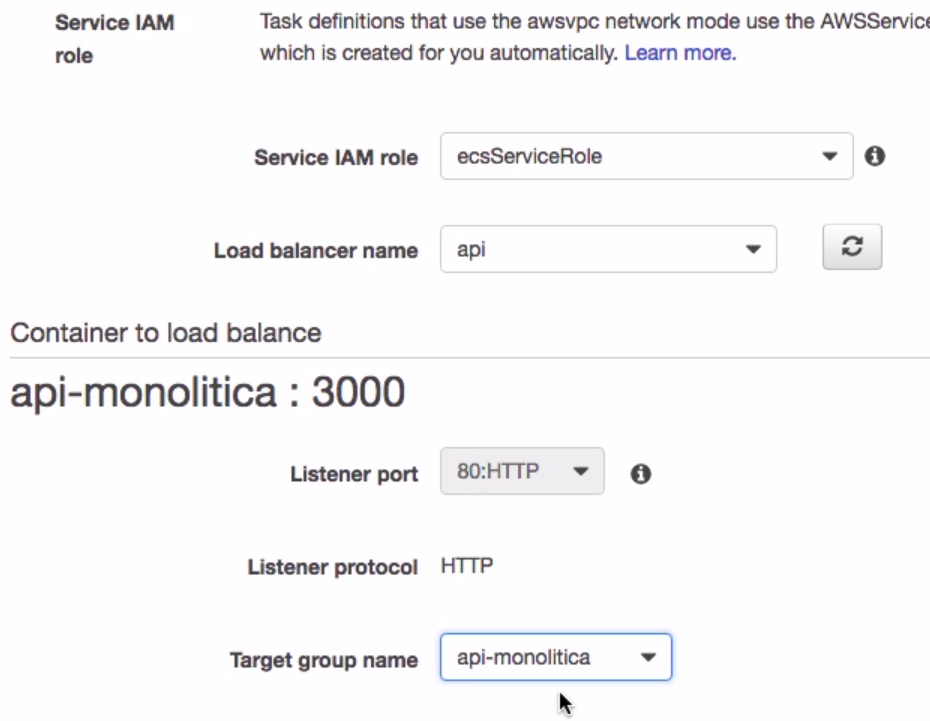 Service IAM role
Task definitions that use the awsvpc network mode use the AWSService
which is created for you automatically. Learn more.
Service IAM role
ecsServiceRole
Load balancer name
api
Container to load balance
api-monolitica : 3000
Listener port
80:HTTP
Listener protocol
HTTP
Target group name
api-monolitica